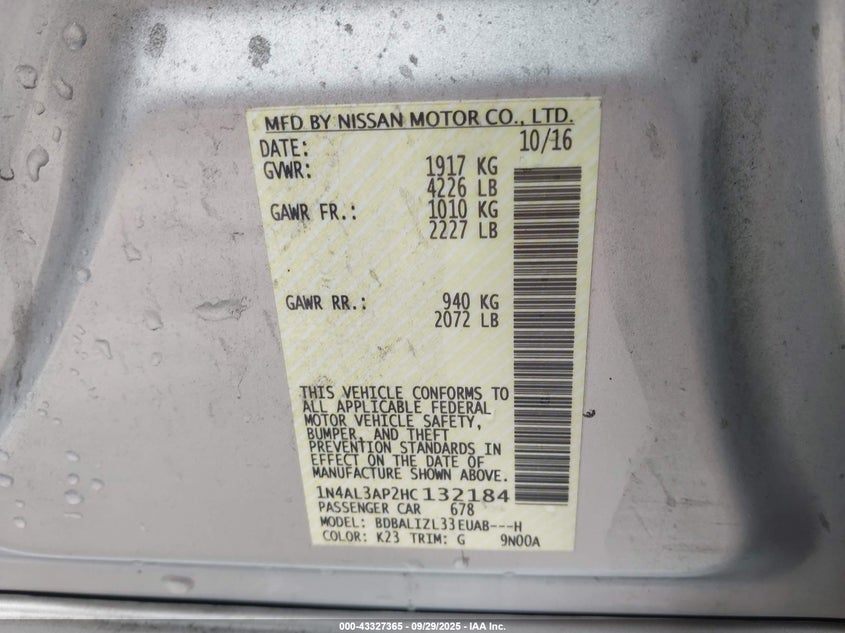 MFD BY NISSAN MOTOR CO., LTD.
DATE: 10/16
GVWR: 1917 KG
4226 LB
GAWR FR.: 1010 KG
2227 LB
GAWR RR.: 940 KG
2072 LB
THIS VEHICLE CONFORMS TO
ALL APPLICABLE FEDERAL
MOTOR VEHICLE SAFETY,
BUMPER, AND THEFT
PREVENTION STANDARDS IN
EFFECT ON THE DATE OF
MANUFACTURE SHOWN ABOVE.
1N4AL3AP2HC132184
PASSENGER CAR 678
MODEL: BDBALIZL33EUAB---H
COLOR: K23 TRIM: G 9N00A
000-43327365 - 09/29/2025 - IAA Inc.